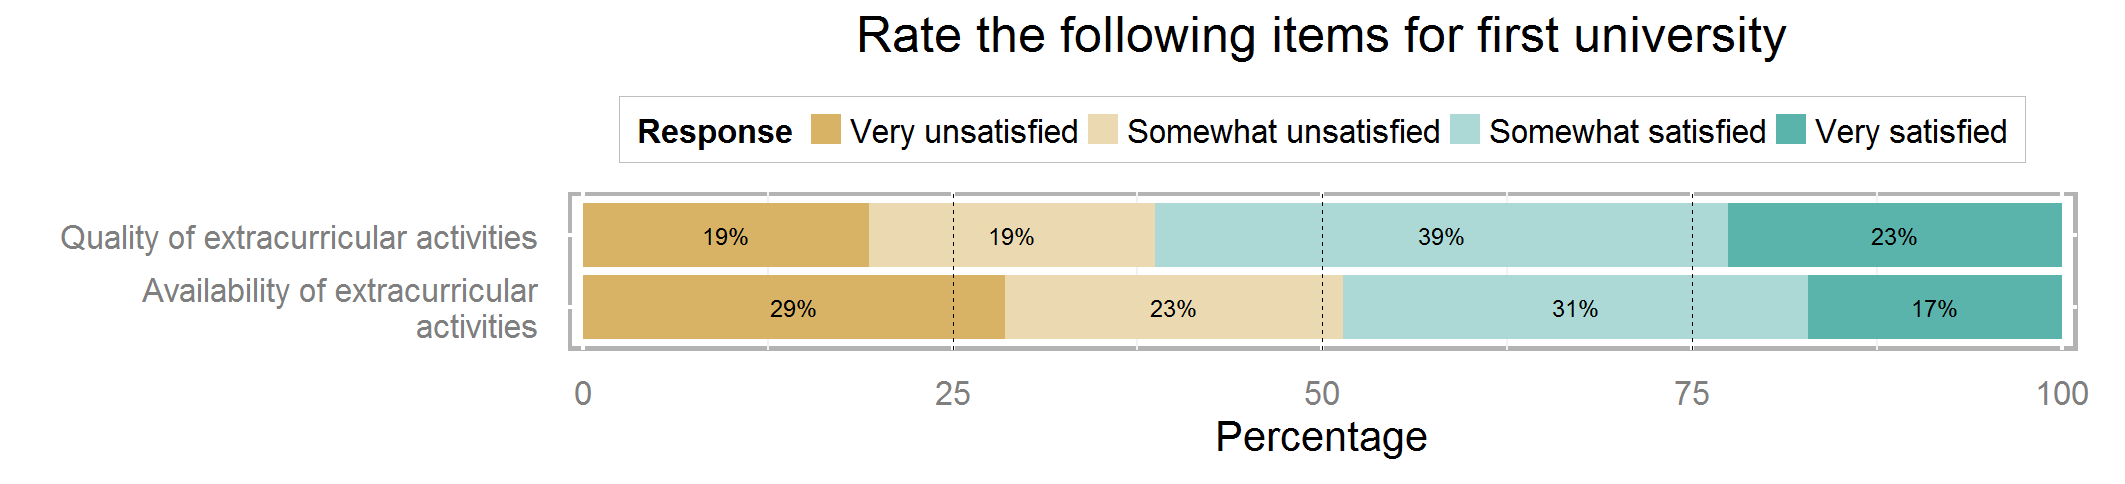 Rate the following items for first university
Response Very unsatisfied Somewhat unsatisfied Somewhat satisfied Very satisfied
Quality of extracurricular activities 19% 19% 39% 23%
Availability of extracurricular
activities
29% 23% 31% 17%
0 25 50 75 100
Percentage